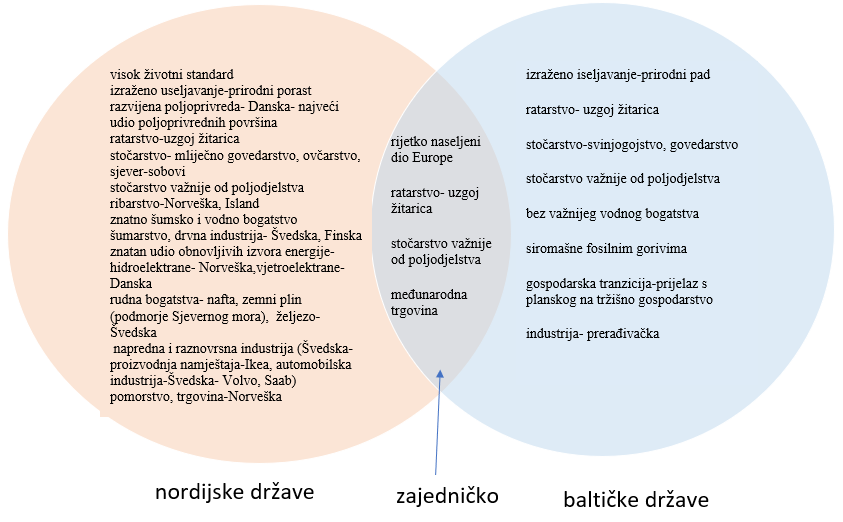 visok životni standard
izraženo useljavanje-prirodni porast
razvijena poljoprivreda- Danska- najveći
udio poljoprivrednih površina
ratarstvo-uzgoj žitarica
stočarstvo- mliječno govedarstvo, ovčarstvo,
sjever-sobovi
stočarstvo važnije od poljodjelstva
ribarstvo-Norveška, Island
znatno šumsko i vodno bogatstvo
šumarstvo, drvna industrija- Švedska, Finska
znatan udio obnovljivih izvora energije-
hidroelektrane- Norveška,vjetroelektrane-
Danska
rudna bogatstva- nafta, zemni plin
(podmorje Sjevernog mora), željezo-
Švedska
napredna i raznovrsna industrija (Švedska-
proizvodnja namještaja-Ikea, automobilska
industrija-Švedska- Volvo, Saab)
pomorstvo, trgovina-Norveška
rijetko naseljeni
dio Europe
ratarstvo- uzgoj
žitarica
stočarstvo važnije
od poljodjelstva
međunarodna
trgovina
izraženo iseljavanje-prirodni pad
ratarstvo- uzgoj žitarica
stočarstvo-svinjogojstvo, govedarstvo
stočarstvo važnije od poljodjelstva
bez važnijeg vodnog bogatstva
siromašne fosilnim gorivima
gospodarska tranzicija-prijelaz s
planskog na tržišno gospodarstvo
industrija- prerađivačka
nordijske države
zajedničko
baltičke države